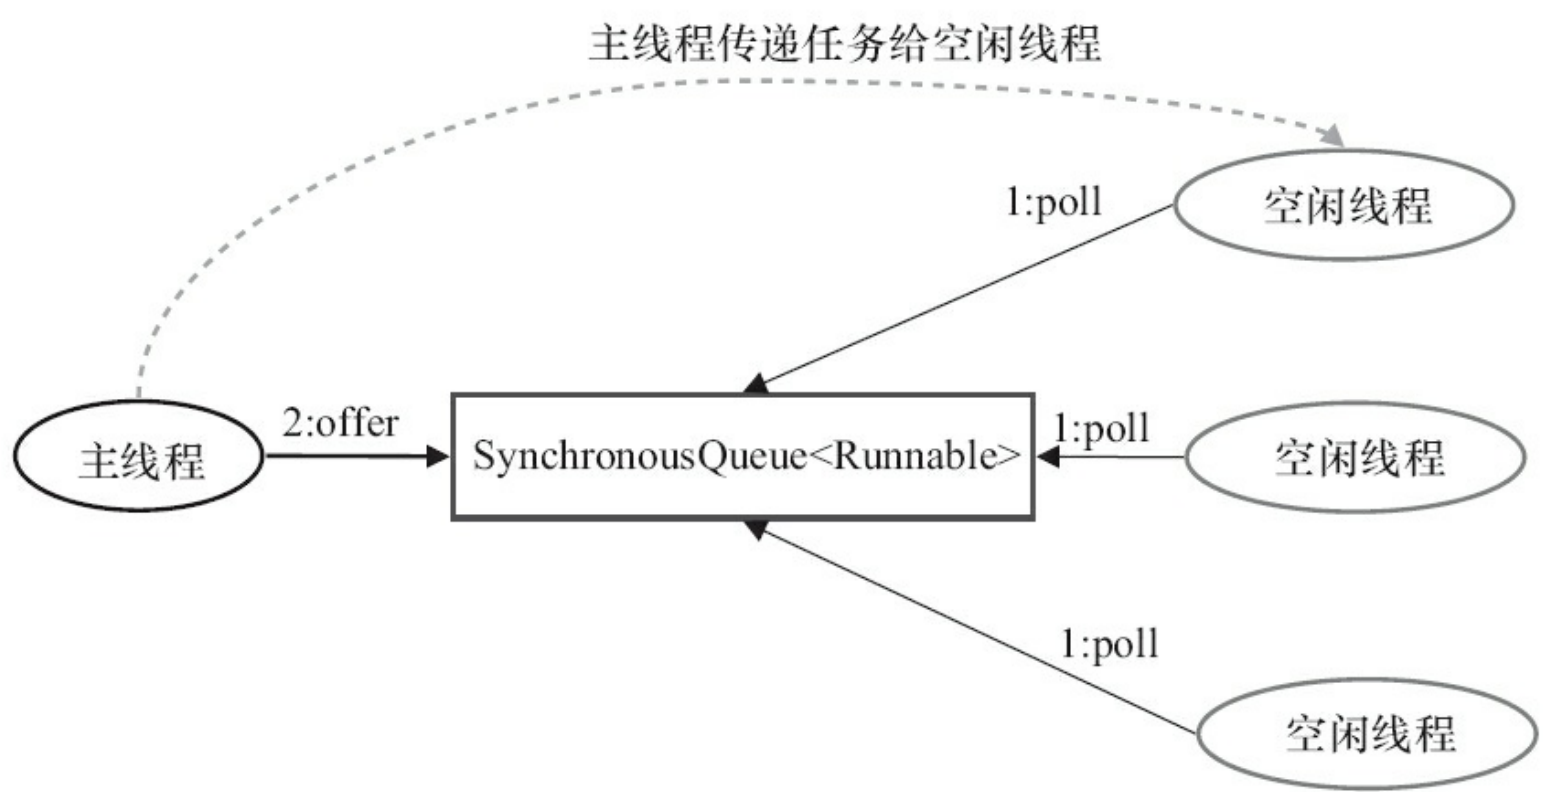 主线程传递任务给空闲线程
1:poll
空闲线程
2:offer
主线程
SynchronousQueue<Runnable>
1:poll
空闲线程
1:poll
空闲线程